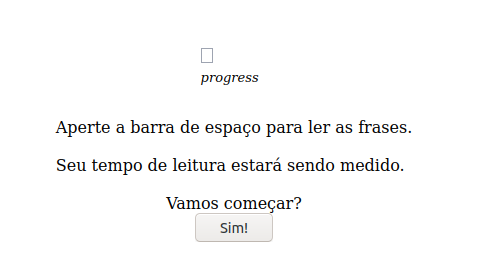 progress
Aperte a barra de espaço para ler as frases.
Seu tempo de leitura estará sendo medido.
Vamos começar?
Sim!